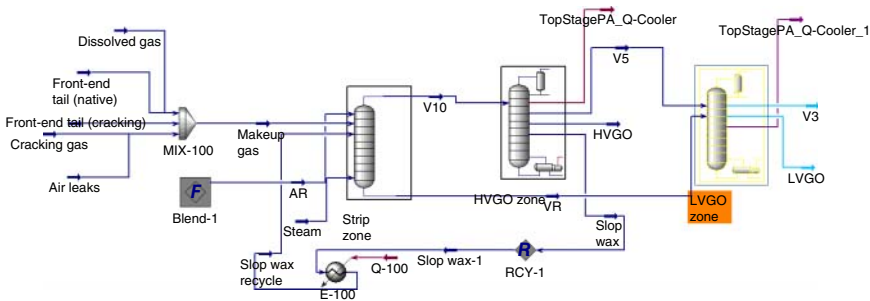 TopStagePA_Q-Cooler
TopStagePA_Q-Cooler_1
Dissolved gas
V5
Front-end
tail (native)
V10
V3
Front-end tail (cracking)
Cracking gas
MIX-100
Makeup
gas
HVGO
LVGO
Air leaks
F
Blend-1
AR
Steam
Strip
zone
HVGO zone
VR
LVGO
zone
Slop
wax
Slop wax
recycle
Q-100
E-100
Slop wax-1
R
RCY-1